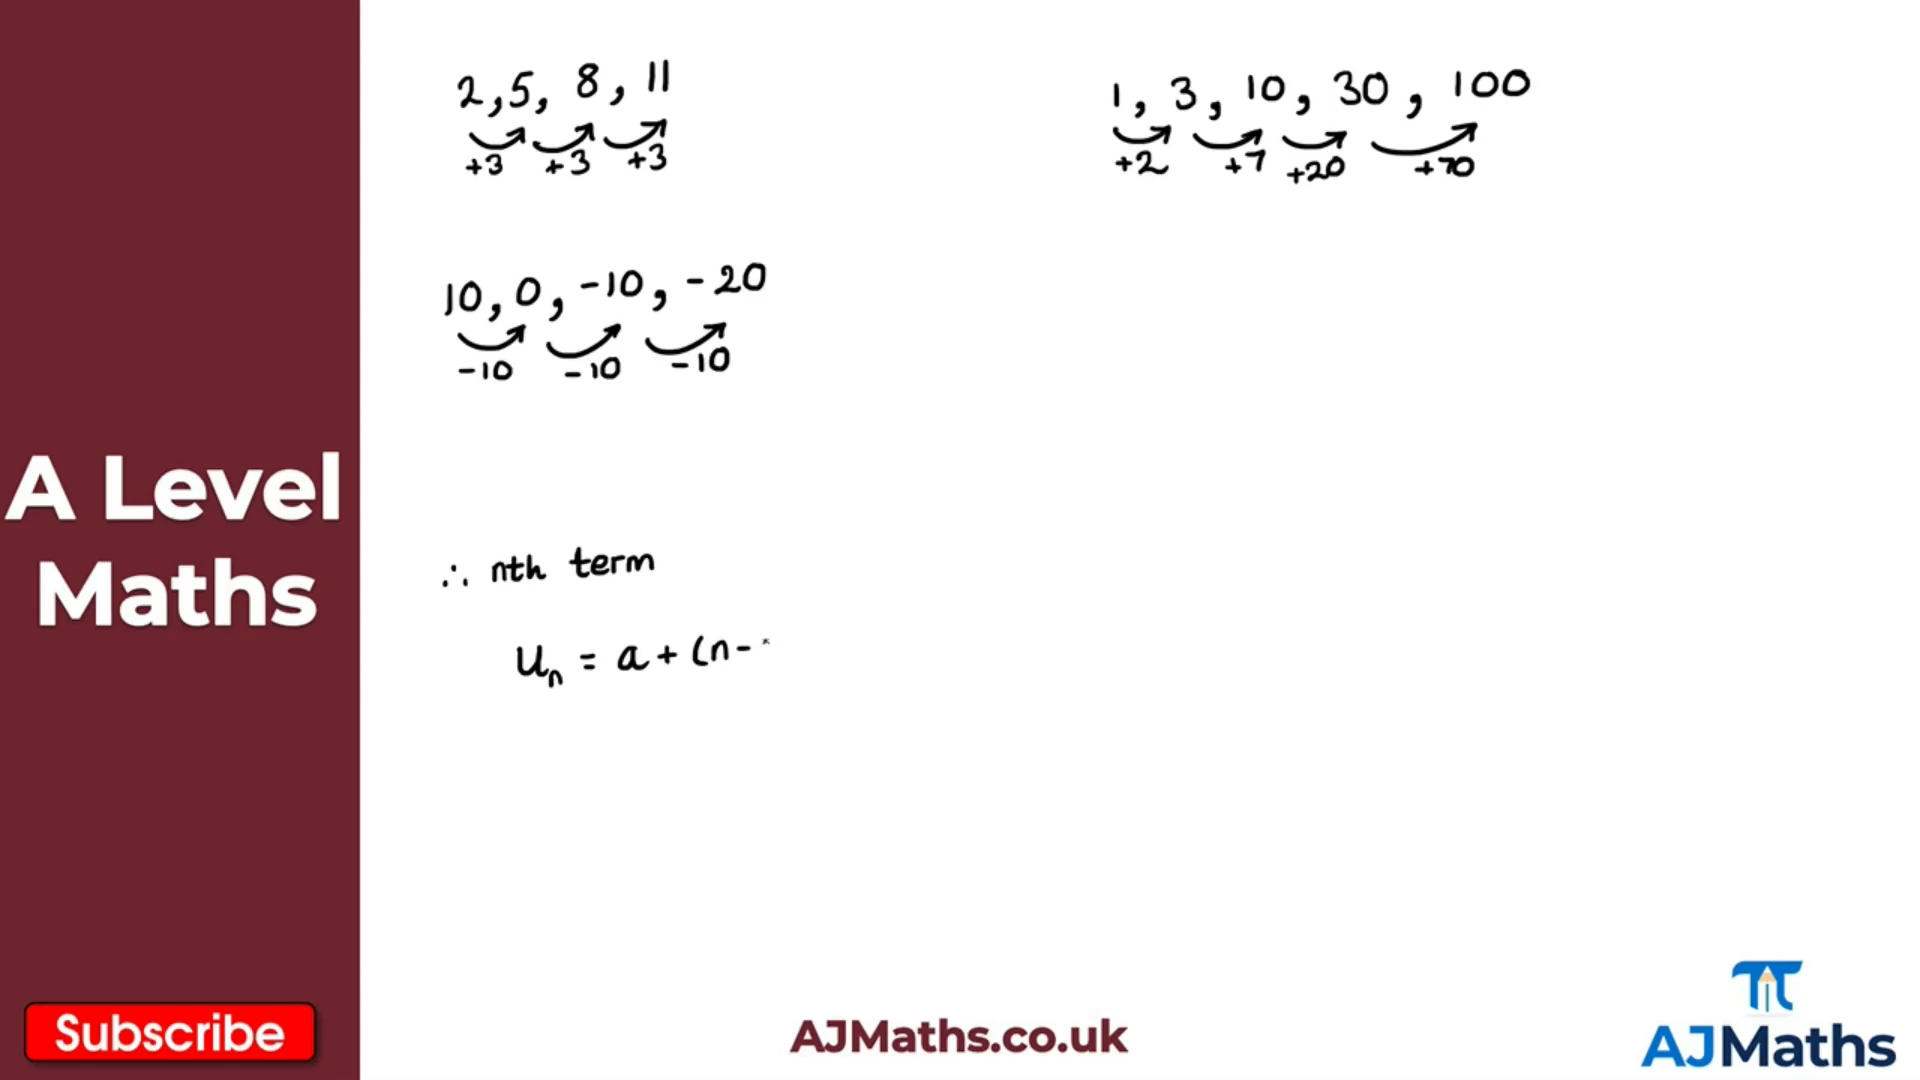 2, 5, 8, 11
+3 +3 +3
1, 3, 10, 30, 100
+2 +7 +20 +70
10, 0, -10, -20
-10 -10 -10
A Level
Maths
∴ nth term
Uₙ = a + (n -
Subscribe
AJMaths.co.uk
AJMaths